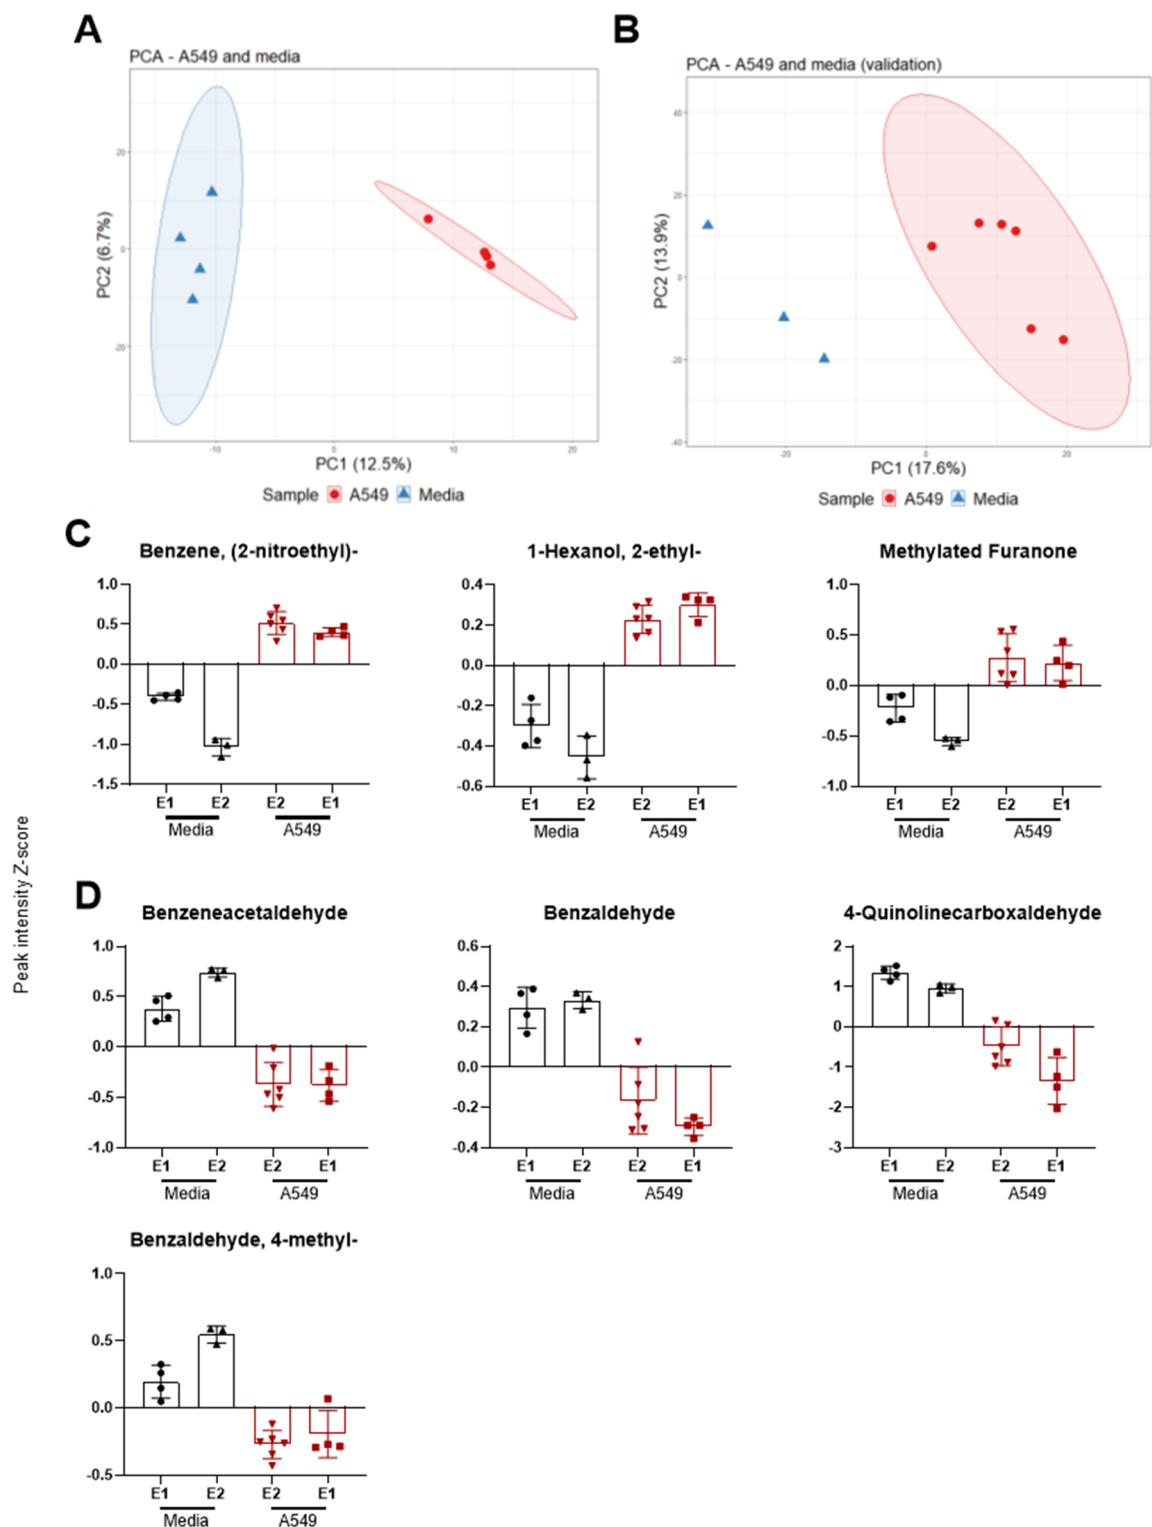 A
PCA - A549 and media
20
0
-20
PC2 (6.7%)
-10
0
10
20
PC1 (12.5%)
Sample A549 Media
B
PCA - A549 and media (validation)
40
20
0
-20
-40
PC2 (13.9%)
-20
0
20
PC1 (17.6%)
Sample A549 Media
Peak intensity Z-score
C
Benzene, (2-nitroethyl)-
1.0
0.5
0.0
-0.5
-1.0
-1.5
E1 E2 E2 E1
Media A549
1-Hexanol, 2-ethyl-
0.4
0.2
0.0
-0.2
-0.4
-0.6
E1 E2 E2 E1
Media A549
Methylated Furanone
1.0
0.5
0.0
-0.5
-1.0
E1 E2 E2 E1
Media A549
D
Benzeneacetaldehyde
1.0
0.5
0.0
-0.5
-1.0
E1 E2 E2 E1
Media A549
Benzaldehyde
0.6
0.4
0.2
0.0
-0.2
-0.4
E1 E2 E2 E1
Media A549
4-Quinolinecarboxaldehyde
2
1
0
-1
-2
-3
E1 E2 E2 E1
Media A549
Benzaldehyde, 4-methyl-
1.0
0.5
0.0
-0.5
E1 E2 E2 E1
Media A549